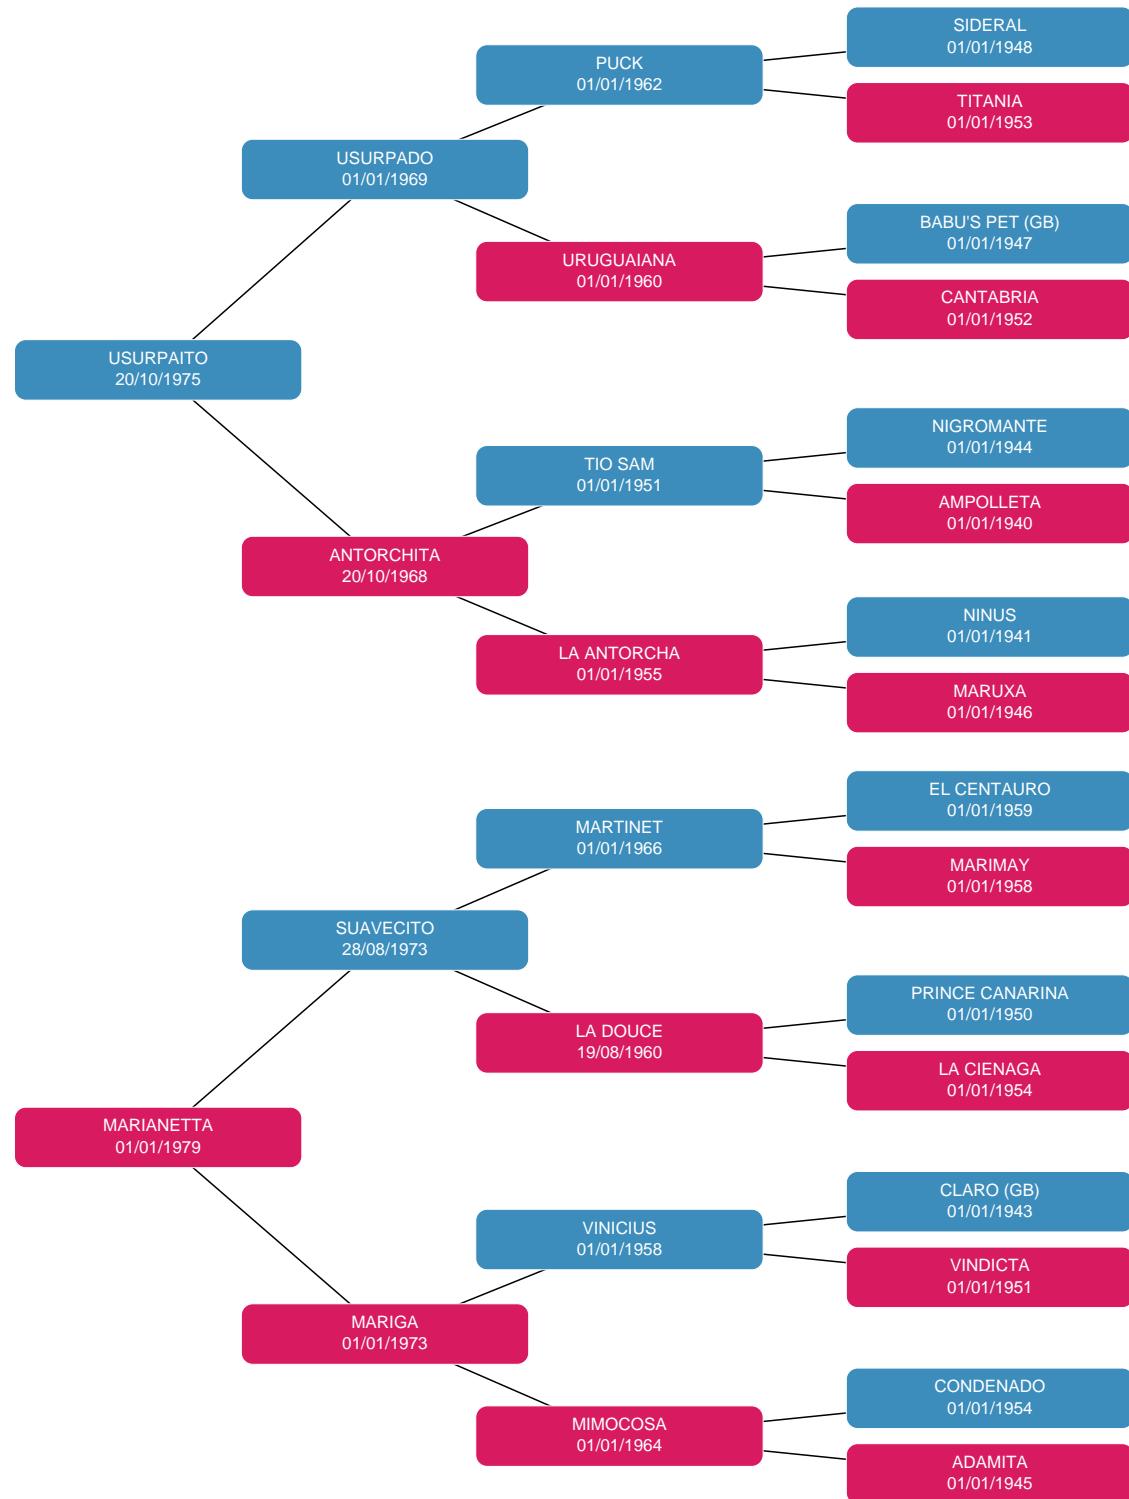 SIDERAL
01/01/1948
PUCK
01/01/1962
TITANIA
01/01/1953
USURPADO
01/01/1969
BABU'S PET (GB)
01/01/1947
URUGUAIANA
01/01/1960
CANTABRIA
01/01/1952
USURPAITO
20/10/1975
NIGROMANTE
01/01/1944
TIO SAM
01/01/1951
AMPOLLETA
01/01/1940
ANTORCHITA
20/10/1968
NINUS
01/01/1941
LA ANTORCHA
01/01/1955
MARUXA
01/01/1946
EL CENTAURO
01/01/1959
MARTINET
01/01/1966
MARIMAY
01/01/1958
SUAVECITO
28/08/1973
PRINCE CANARINA
01/01/1950
LA DOUCE
19/08/1960
LA CIENAGA
01/01/1954
MARIANETTA
01/01/1979
CLARO (GB)
01/01/1943
VINICIUS
01/01/1958
VINDICTA
01/01/1951
MARIGA
01/01/1973
CONDENADO
01/01/1954
MIMOCOSA
01/01/1964
ADAMITA
01/01/1945